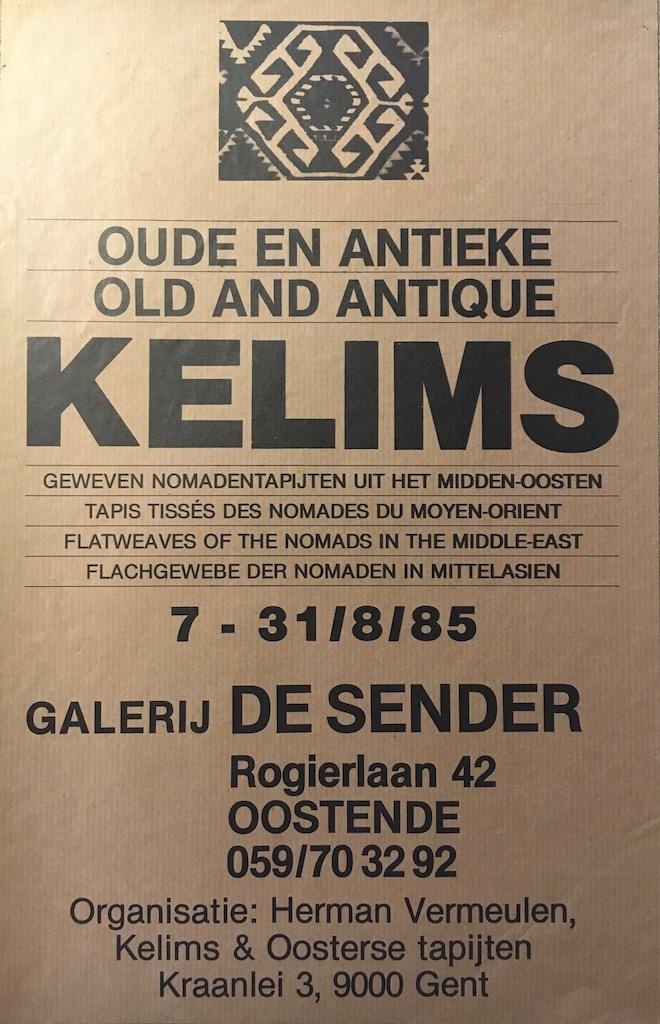 OUDE EN ANTIEKE
OLD AND ANTIQUE
KELIMS
GEWEVEN NOMADENTAPIJTEN UIT HET MIDDEN-OOSTEN
TAPIS TISSÉS DES NOMADES DU MOYEN-ORIENT
FLATWEAVES OF THE NOMADS IN THE MIDDLE-EAST
FLACHGEWEBE DER NOMADEN IN MITTELASIEN
7 - 31/8/85
GALERIJ DE SENDER
Rogierlaan 42
OOSTENDE
059/70 32 92
Organisatie: Herman Vermeulen,
Kelims & Oosterse tapijten
Kraanlei 3, 9000 Gent